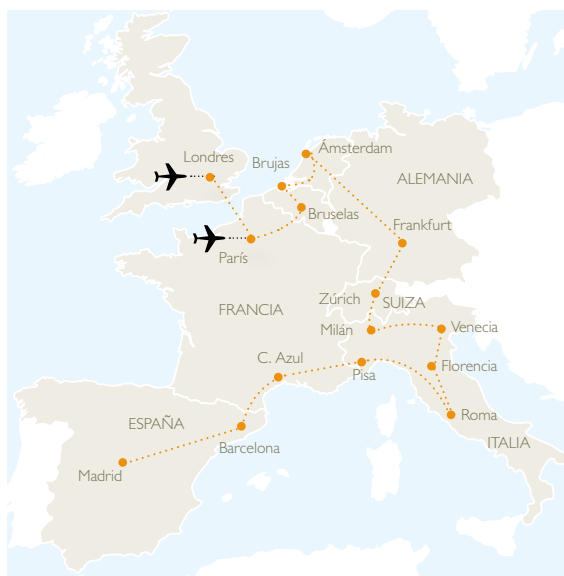 Londres
Ámsterdam
Brujas
ALEMANIA
Bruselas
Frankfurt
París
Zúrich
SUIZA
FRANCIA
Milán
Venecia
C. Azul
Pisa
Florencia
Roma
ESPAÑA
ITALIA
Barcelona
Madrid